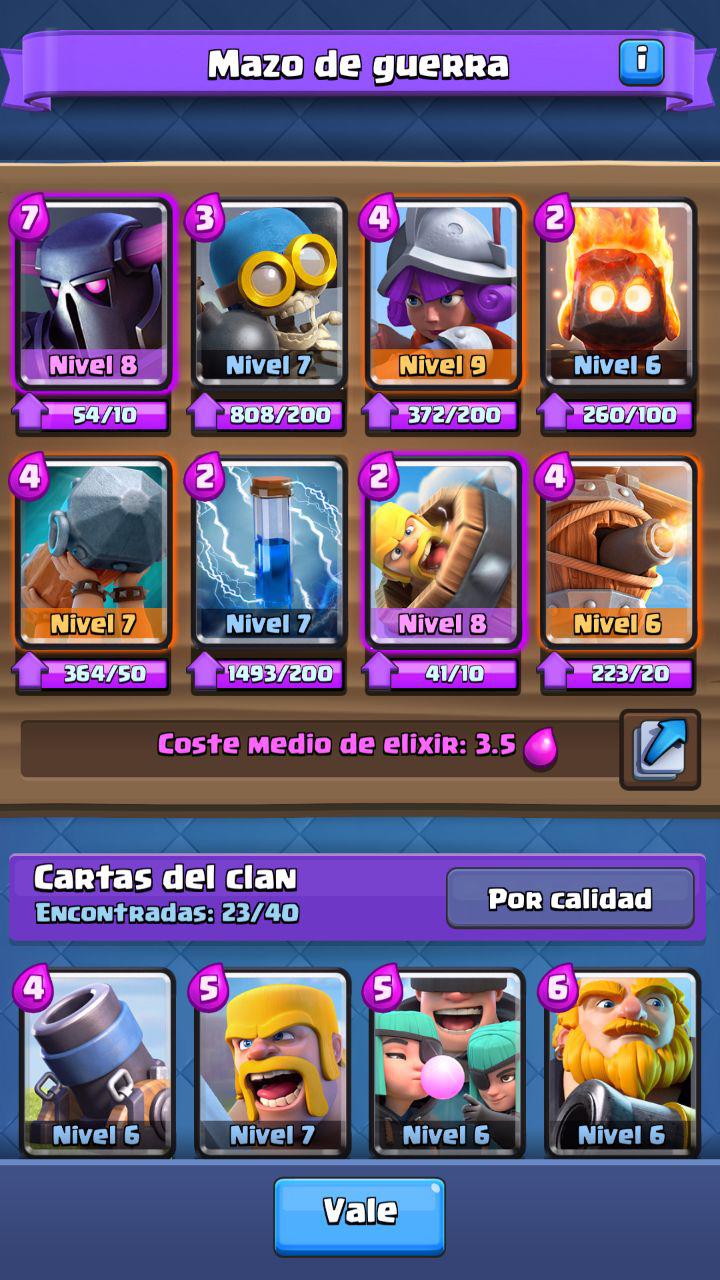 Mazo de guerra
i
7 3 4 2
Nivel 8 Nivel 7 Nivel 9 Nivel 6
54/10 808/200 372/200 260/100
4 2 2 4
Nivel 7 Nivel 7 Nivel 8 Nivel 6
364/50 1493/200 41/10 223/20
Coste medio de elixir: 3.5
Cartas del clan
Encontradas: 23/40
Por calidad
4 5 5 6
Nivel 6 Nivel 7 Nivel 6 Nivel 6
Vale